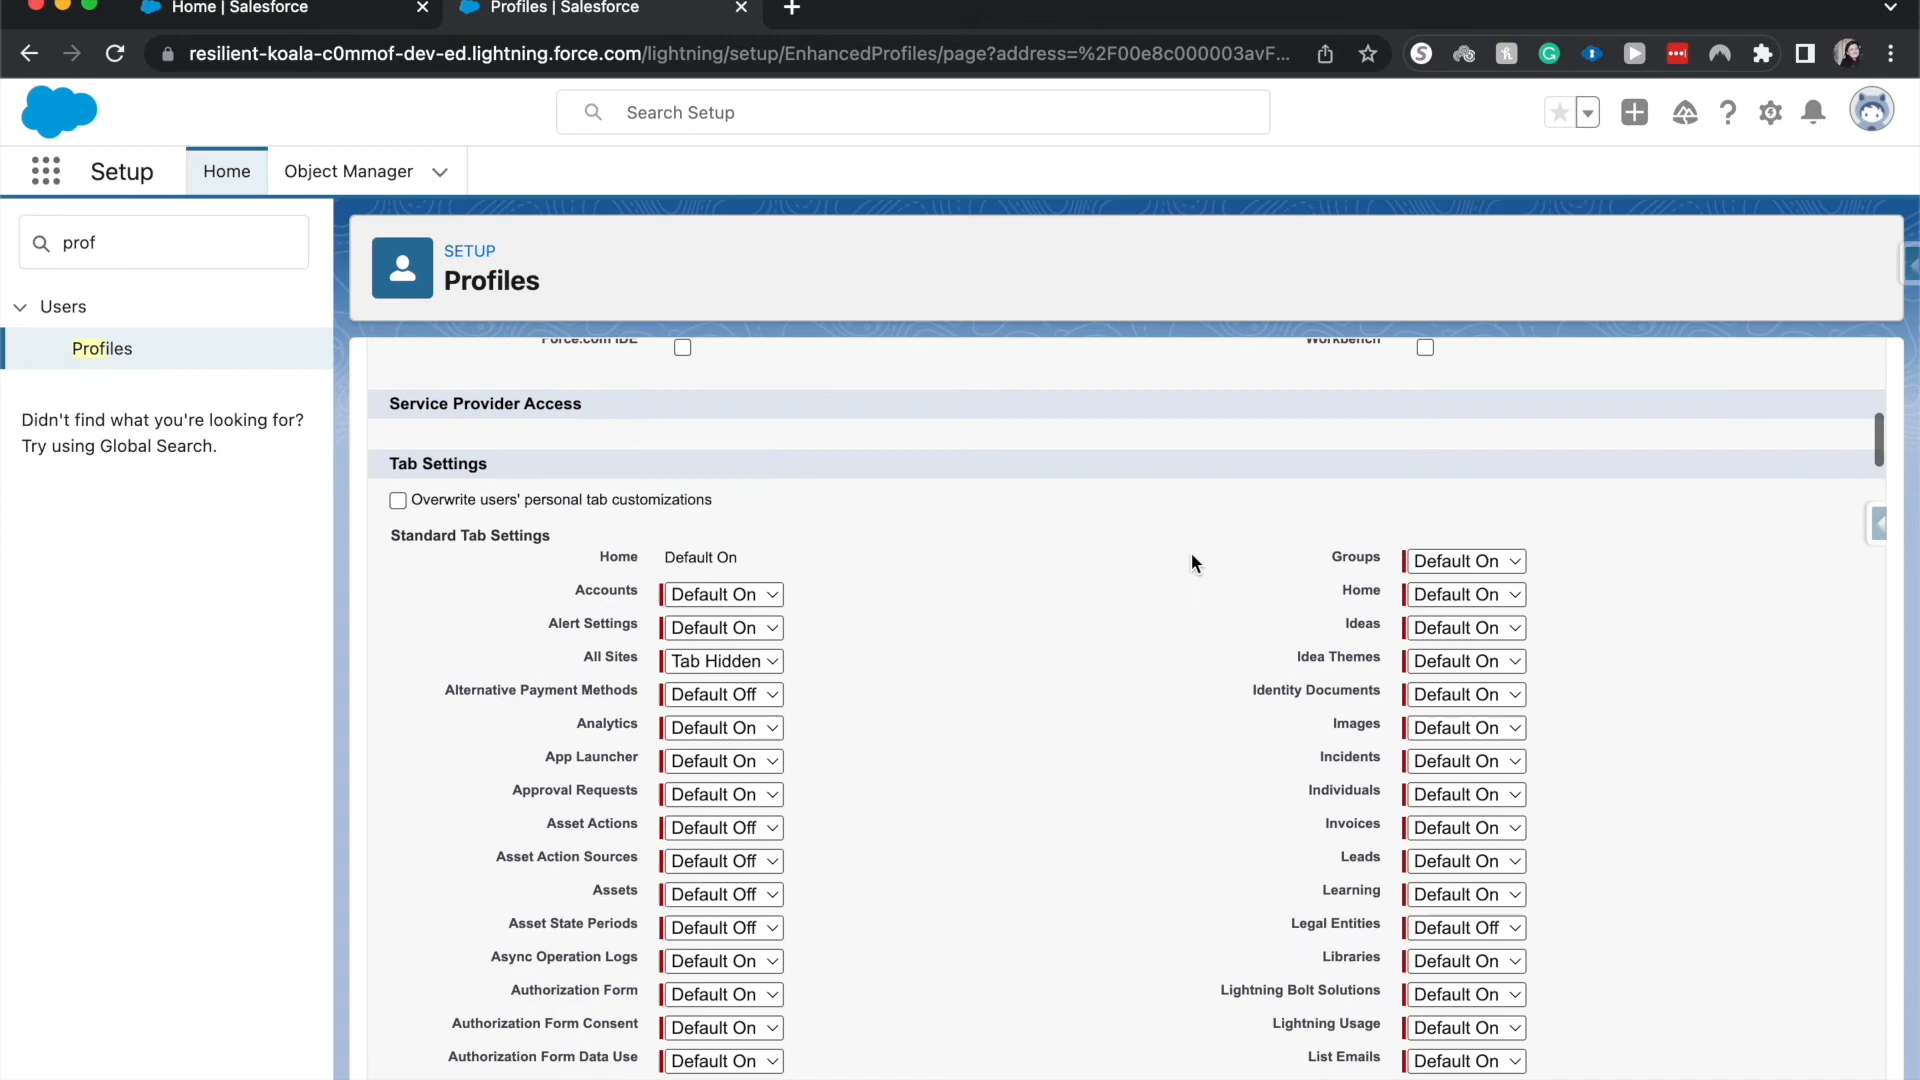 Home | Salesforce
Profiles | Salesforce
resilient-koala-c0mmof-dev-ed.lightning.force.com/lightning/setup/EnhancedProfiles/page?address=%2F00e8c000003avF...
Search Setup
Setup
Home
Object Manager
prof
Users
Profiles
Didn't find what you're looking for?
Try using Global Search.
SETUP
Profiles
Force.com IDE
Workbench
Service Provider Access
Tab Settings
Overwrite users' personal tab customizations
Standard Tab Settings
Home Default On
Groups Default On
Accounts Default On
Home Default On
Alert Settings Default On
Ideas Default On
All Sites Tab Hidden
Idea Themes Default On
Alternative Payment Methods Default Off
Identity Documents Default On
Analytics Default On
Images Default On
App Launcher Default On
Incidents Default On
Approval Requests Default On
Individuals Default On
Asset Actions Default Off
Invoices Default On
Asset Action Sources Default Off
Leads Default On
Assets Default Off
Learning Default On
Asset State Periods Default Off
Legal Entities Default Off
Async Operation Logs Default On
Libraries Default On
Authorization Form Default On
Lightning Bolt Solutions Default On
Authorization Form Consent Default On
Lightning Usage Default On
Authorization Form Data Use Default On
List Emails Default On